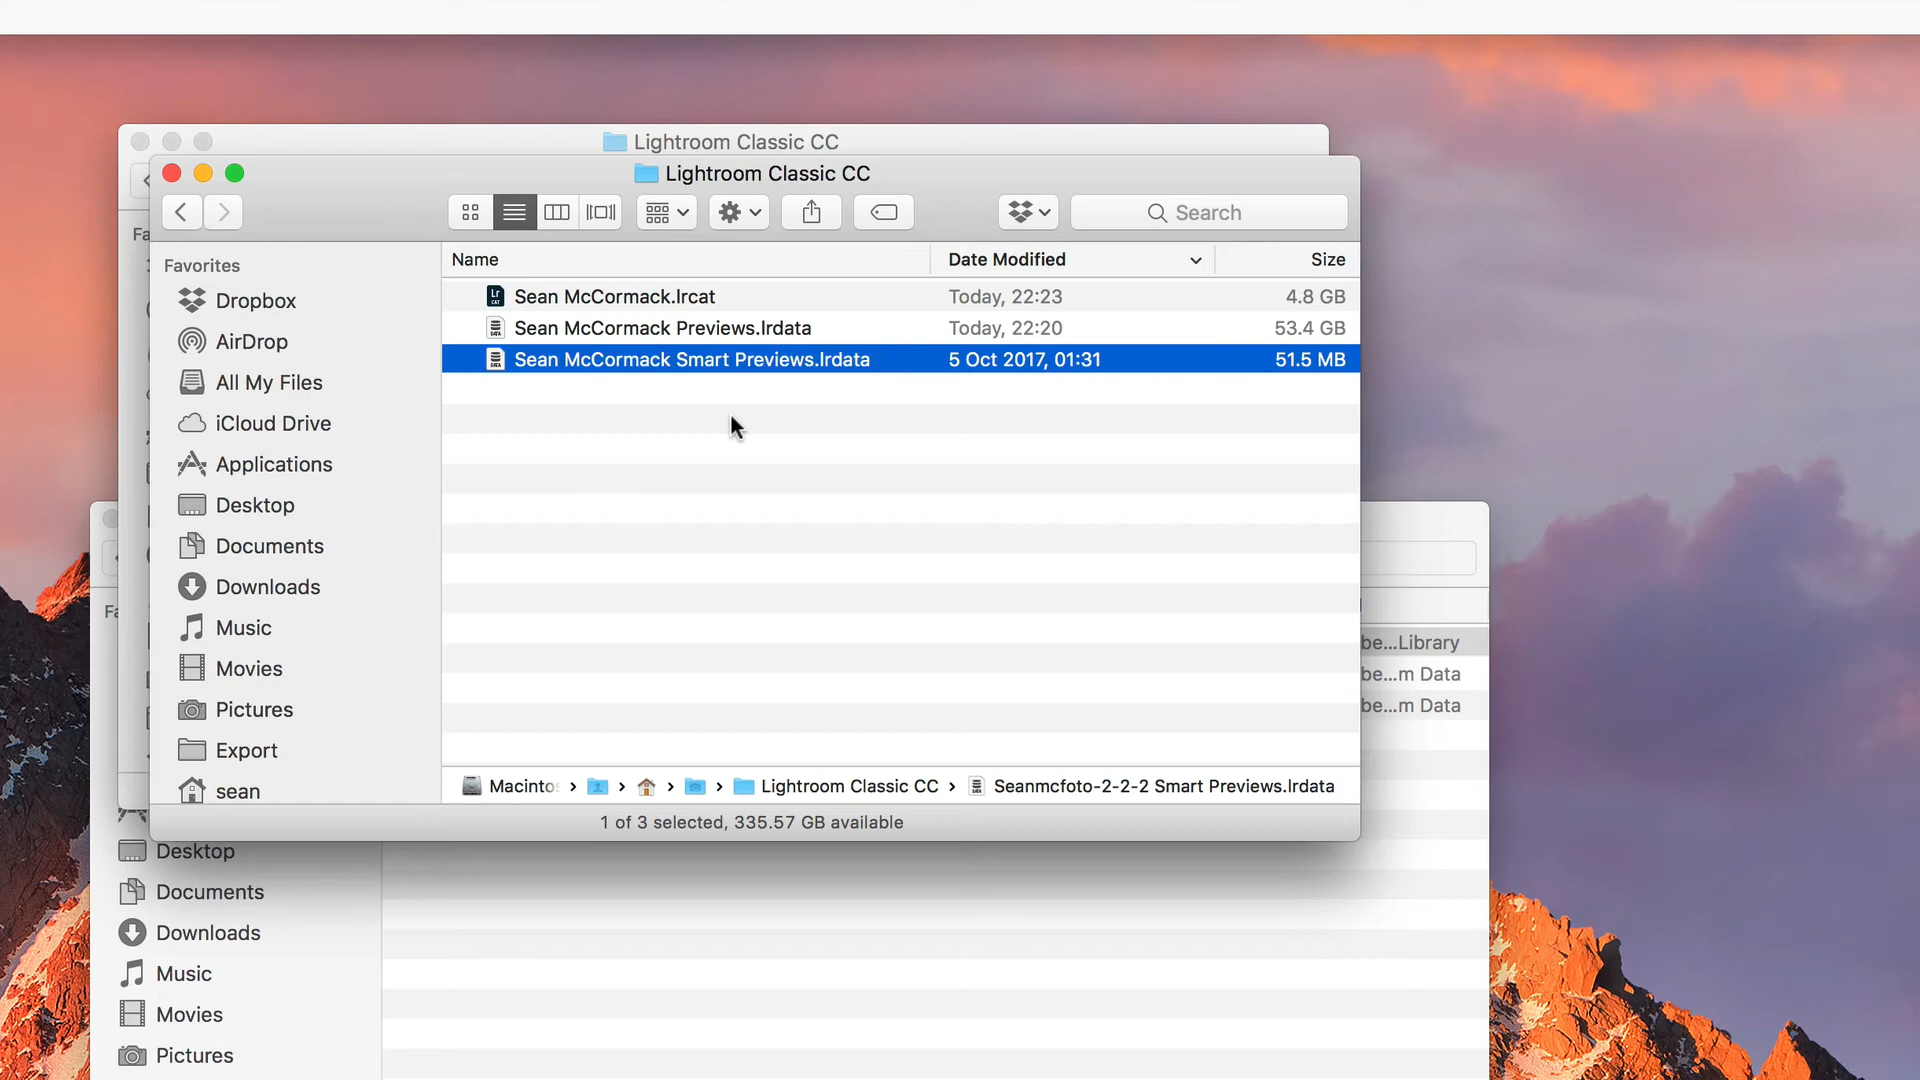 Lightroom Classic CC
Lightroom Classic CC
Search
Fa
Favorites
Dropbox
AirDrop
All My Files
iCloud Drive
Applications
Desktop
Documents
Downloads
Music
Movies
Pictures
Export
sean
Name Date Modified Size
Sean McCormack.lrcat Today, 22:23 4.8 GB
Sean McCormack Previews.lrdata Today, 22:20 53.4 GB
Sean McCormack Smart Previews.lrdata 5 Oct 2017, 01:31 51.5 MB
Macinto › › › › Lightroom Classic CC › Seanmcfoto-2-2-2 Smart Previews.lrdata
1 of 3 selected, 335.57 GB available
Fa
be...Library
be...m Data
be...m Data
Desktop
Documents
Downloads
Music
Movies
Pictures